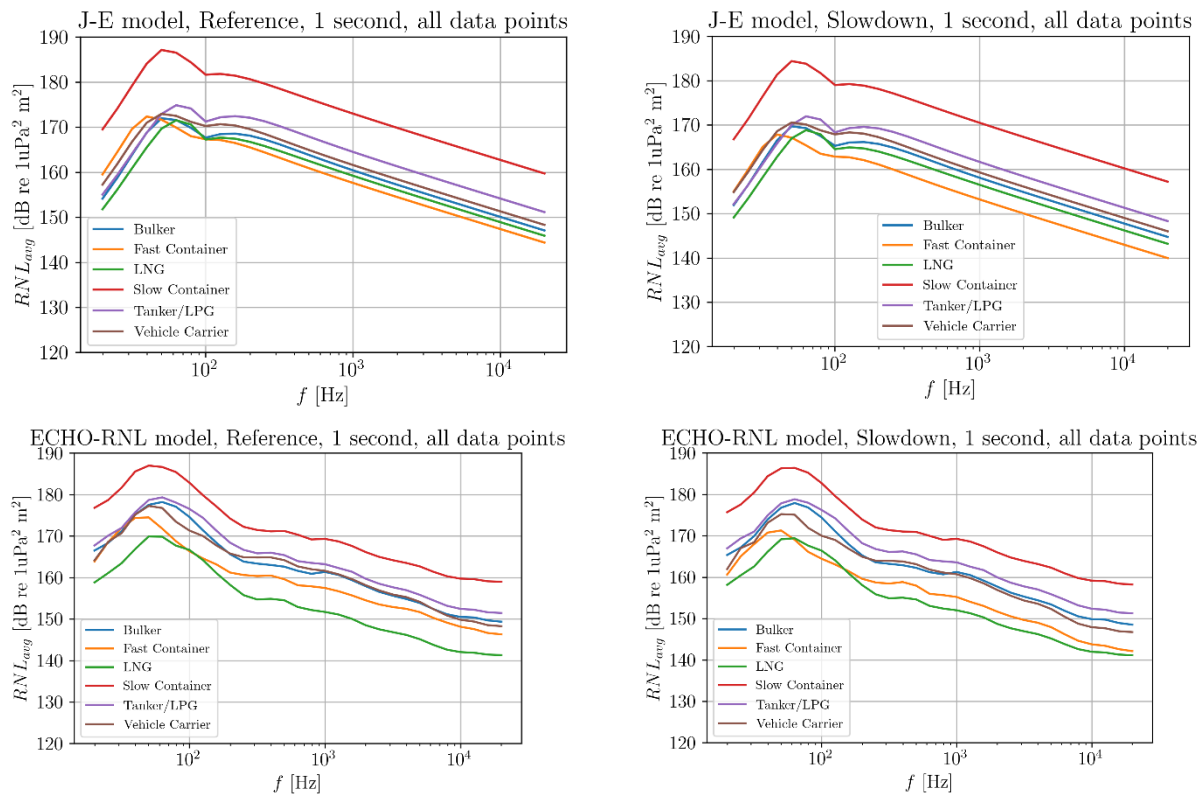 J-E model, Reference, 1 second, all data points
190
180
170
160
150
140
130
120
RNL_avg [dB re 1uPa² m²]
Bulker
Fast Container
LNG
Slow Container
Tanker/LPG
Vehicle Carrier
10²
10³
10⁴
f [Hz]
J-E model, Slowdown, 1 second, all data points
190
180
170
160
150
140
130
120
RNL_avg [dB re 1uPa² m²]
Bulker
Fast Container
LNG
Slow Container
Tanker/LPG
Vehicle Carrier
10²
10³
10⁴
f [Hz]
ECHO-RNL model, Reference, 1 second, all data points
190
180
170
160
150
140
130
120
RNL_avg [dB re 1uPa² m²]
Bulker
Fast Container
LNG
Slow Container
Tanker/LPG
Vehicle Carrier
10²
10³
10⁴
f [Hz]
ECHO-RNL model, Slowdown, 1 second, all data points
190
180
170
160
150
140
130
120
RNL_avg [dB re 1uPa² m²]
Bulker
Fast Container
LNG
Slow Container
Tanker/LPG
Vehicle Carrier
10²
10³
10⁴
f [Hz]